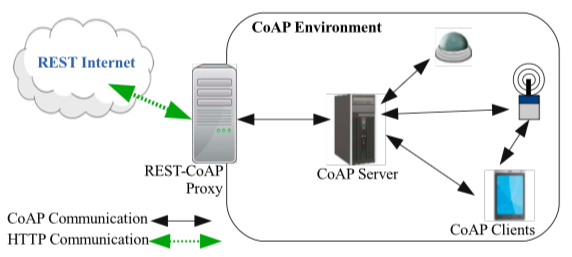 CoAP Environment
REST Internet
REST-CoAP
Proxy
CoAP Server
CoAP Clients
CoAP Communication
HTTP Communication